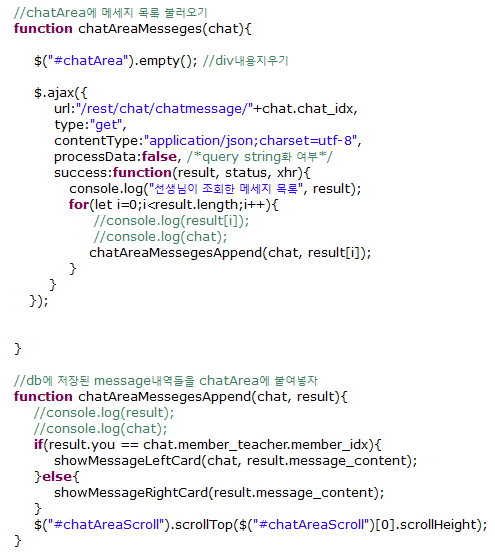 //chatArea에 메세지 목록 불러오기
function chatAreaMesseges(chat){
$("#chatArea").empty(); //div내용지우기
$.ajax({
url:"/rest/chat/chatmessage/"+chat.chat_idx,
type:"get",
contentType:"application/json;charset=utf-8",
processData:false, /*query string화 여부*/
success:function(result, status, xhr){
console.log("선생님이 조회한 메세지 목록", result);
for(let i=0;i<result.length;i++){
//console.log(result[i]);
//console.log(chat);
chatAreaMessegesAppend(chat, result[i]);
}
}
});
}
//db에 저장된 message내역들을 chatArea에 붙여넣자
function chatAreaMessegesAppend(chat, result){
//console.log(result);
//console.log(chat);
if(result.you == chat.member_teacher.member_idx){
showMessageLeftCard(chat, result.message_content);
}else{
showMessageRightCard(result.message_content);
}
$("#chatAreaScroll").scrollTop($("#chatAreaScroll")[0].scrollHeight);
}